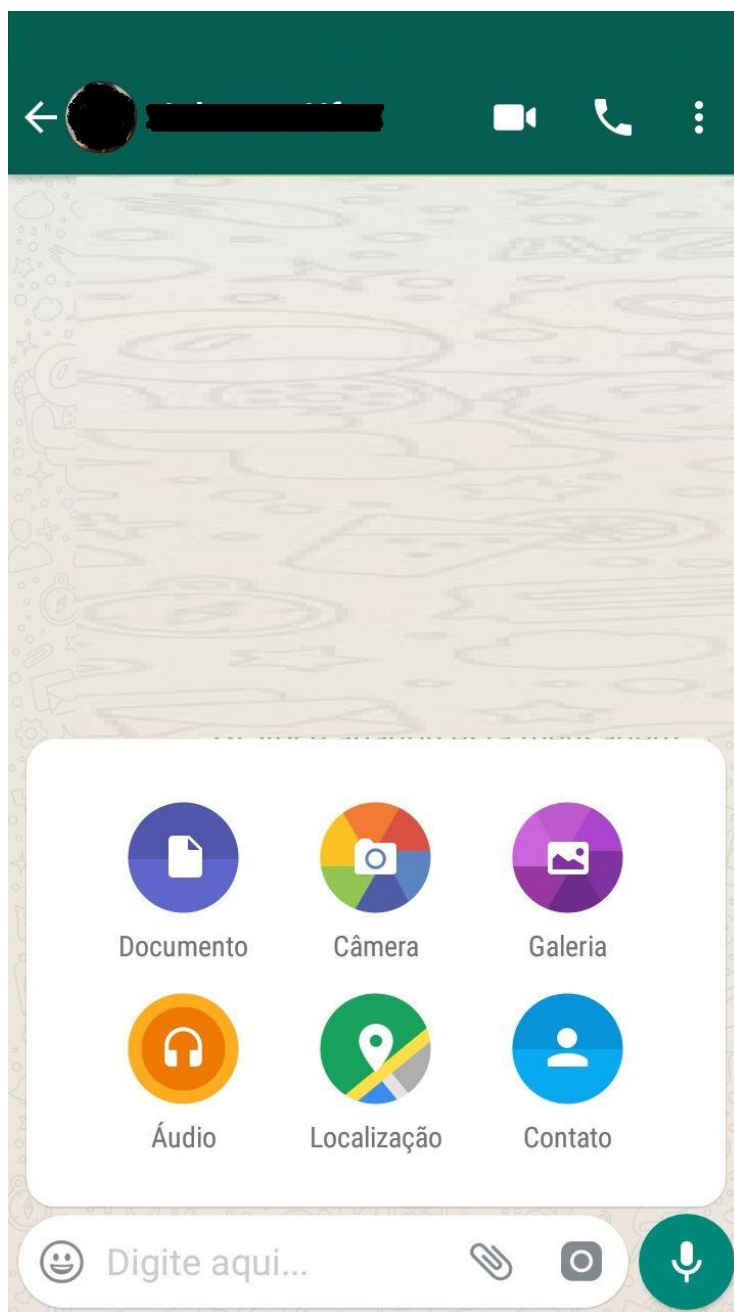 Documento
Câmera
Galeria
Áudio
Localização
Contato
Digite aqui...